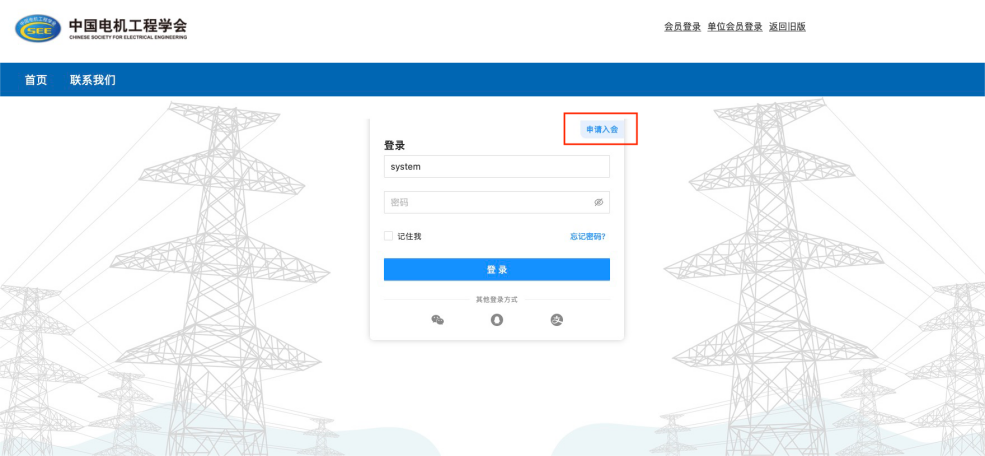 中国电机工程学会
CHINESE SOCIETY FOR ELECTRICAL ENGINEERING
CSEE
会员登录 单位会员登录 返回旧版
首页 联系我们
申请入会
登录
system
密码
记住我 忘记密码?
登 录
其他登录方式